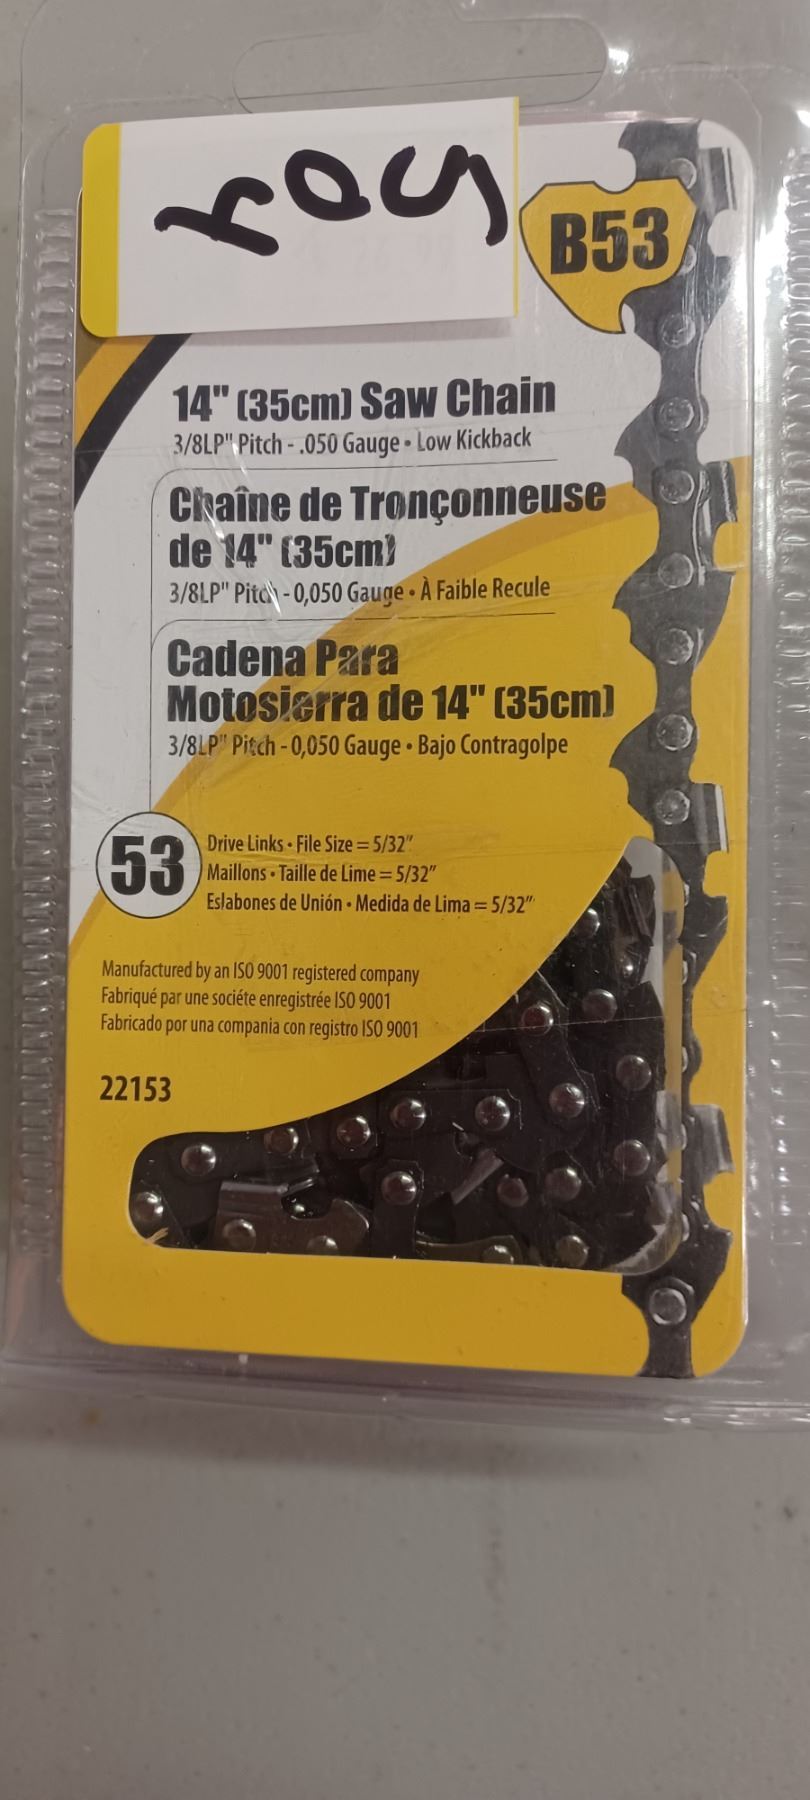 504
B53
14" (35cm) Saw Chain
3/8LP" Pitch - .050 Gauge • Low Kickback
Chaîne de Tronçonneuse
de 14" (35cm)
3/8LP" Pitch - 0,050 Gauge • À Faible Recule
Cadena Para
Motosierra de 14" (35cm)
3/8LP" Pitch - 0,050 Gauge • Bajo Contragolpe
53
Drive Links • File Size = 5/32"
Maillons • Taille de Lime = 5/32"
Eslabones de Unión • Medida de Lima = 5/32"
Manufactured by an ISO 9001 registered company
Fabriqué par une sociéte enregistrée ISO 9001
Fabricado por una compania con registro ISO 9001
22153